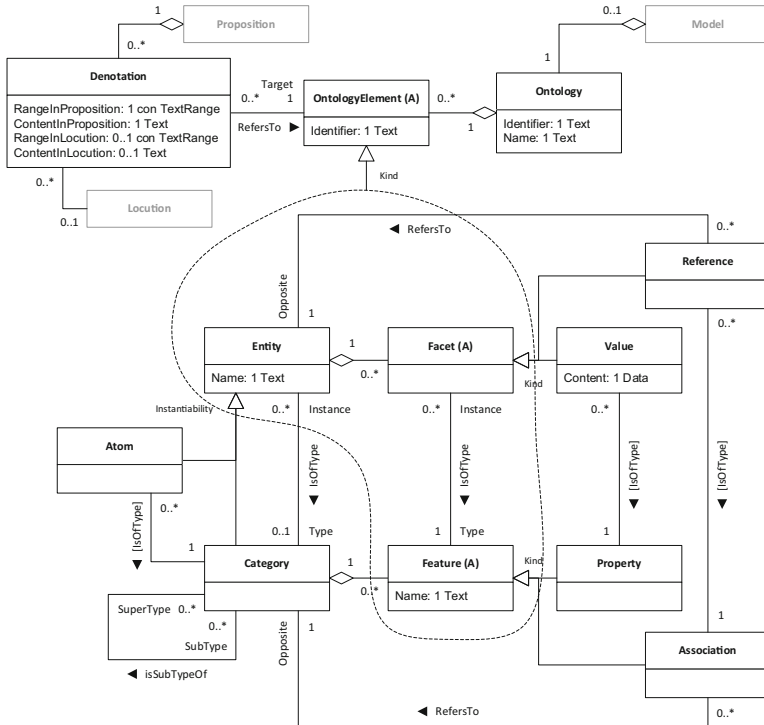 1
Proposition
0..*
0..1
Model
1
Denotation
RangeInProposition: 1 con TextRange
ContentInProposition: 1 Text
RangeInLocution: 0..1 con TextRange
ContentInLocution: 0..1 Text
Target
0..*
1
RefersTo ►
OntologyElement (A)
Identifier: 1 Text
0..*
1
Ontology
Identifier: 1 Text
Name: 1 Text
Kind
0..*
0..1
Locution
◄ RefersTo
0..*
Reference
0..*
Opposite
1
Entity
Name: 1 Text
1
0..*
Facet (A)
Kind
Value
Content: 1 Data
Instantiability
0..*
Instance
0..*
Instance
0..*
Atom
0..*
[IsOfType]
▼
IsOfType
▼
IsOfType
▼
[IsOfType]
▼
[IsOfType]
▼
1
0..1
Type
1
Type
1
Category
1
0..*
Feature (A)
Name: 1 Text
Kind
Property
SuperType
0..*
0..*
SubType
◄ isSubTypeOf
Opposite
1
1
Association
0..*
◄ RefersTo